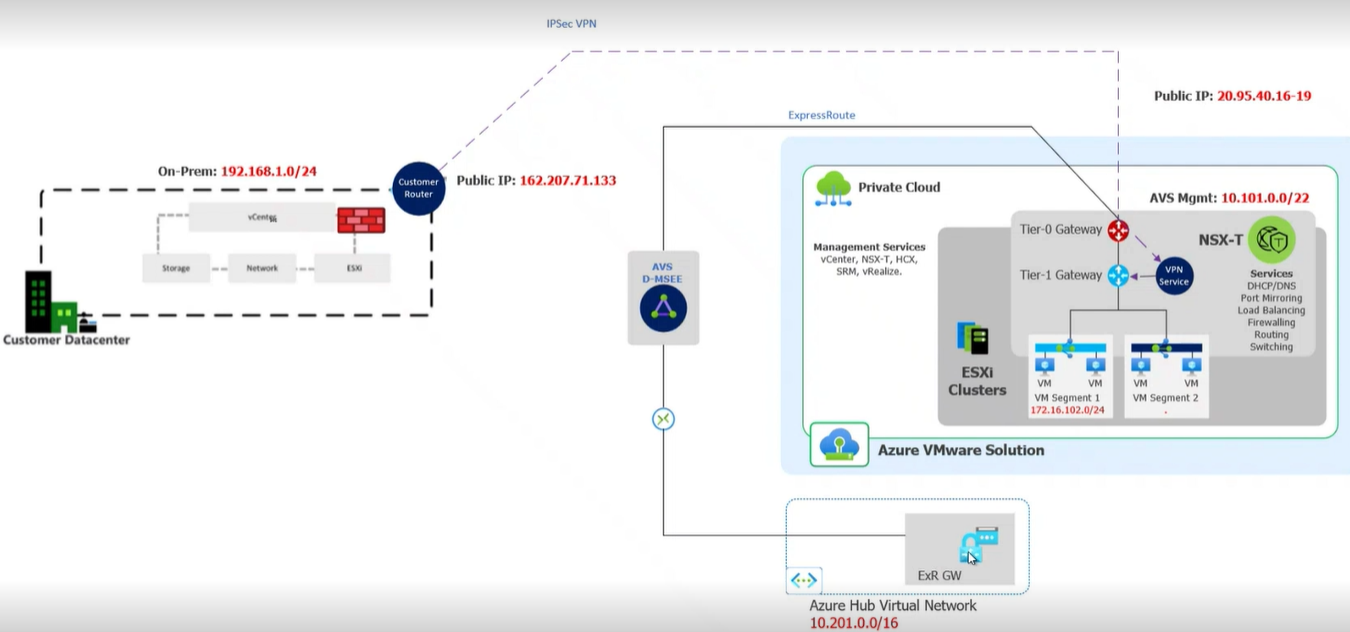 IPSec VPN
Public IP: 20.95.40.16-19
ExpressRoute
On-Prem: 192.168.1.0/24
Customer
Router
Public IP: 162.207.71.133
Private Cloud
AVS Mgmt: 10.101.0.0/22
vCenter
Storage
Network
ESXi
Customer Datacenter
AVS
D-MSEE
Management Services
vCenter, NSX-T, HCX,
SRM, vRealize.
Tier-0 Gateway
NSX-T
Tier-1 Gateway
VPN
Service
Services
DHCP/DNS
Port Mirroring
Load Balancing
Firewalling
Routing
Switching
ESXi
Clusters
VM
VM
VM Segment 1
172.16.102.0/24
VM
VM
VM Segment 2
.
Azure VMware Solution
ExR GW
Azure Hub Virtual Network
10.201.0.0/16